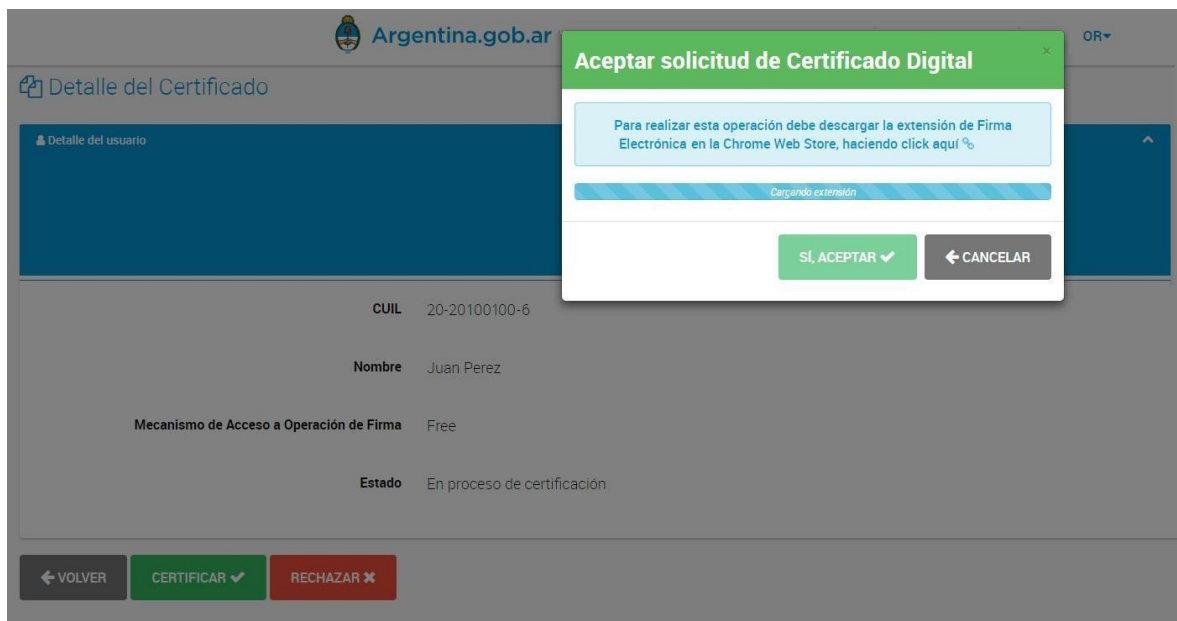 Argentina.gob.ar
OR
Aceptar solicitud de Certificado Digital
×
Detalle del Certificado
Para realizar esta operación debe descargar la extensión de Firma
Electrónica en la Chrome Web Store, haciendo click aquí
Detalle del usuario
Cargando extensión
SÍ, ACEPTAR
CANCELAR
CUIL 20-20100100-6
Nombre Juan Perez
Mecanismo de Acceso a Operación de Firma Free
Estado En proceso de certificación
VOLVER
CERTIFICAR
RECHAZAR